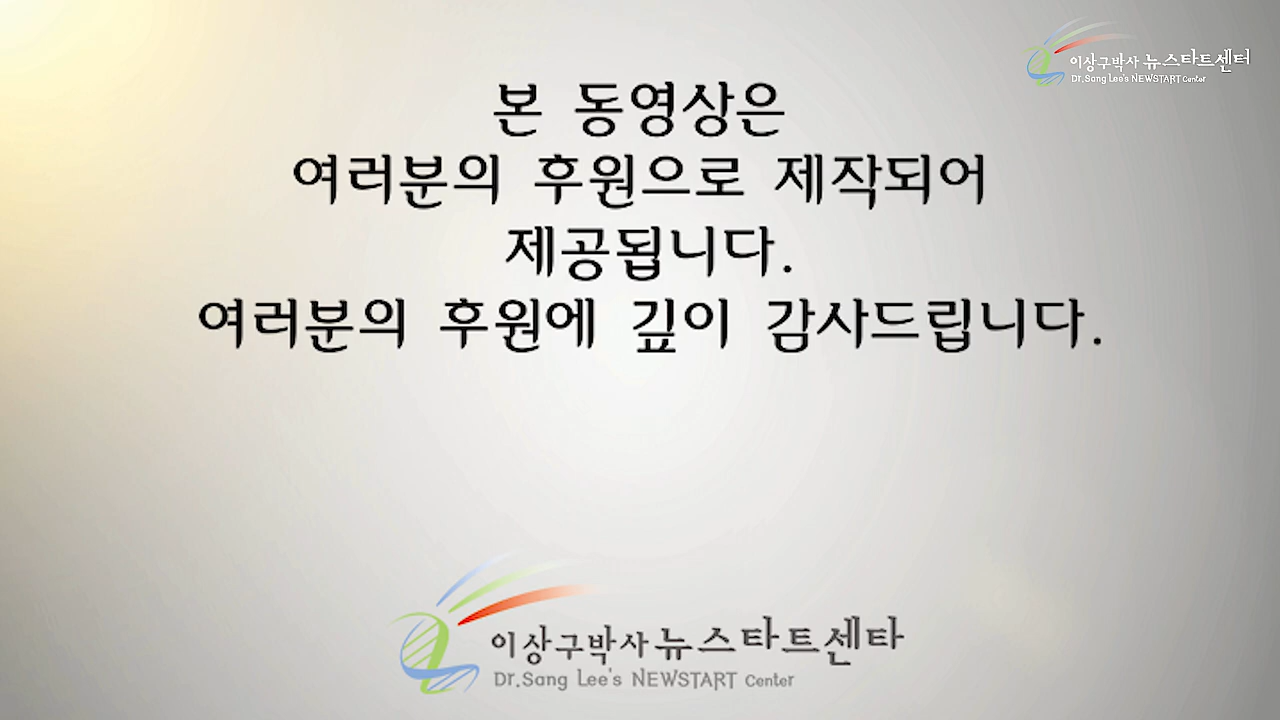 이상구박사 뉴스타트센터
Dr.Sang Lee's NEWSTART Center
본 동영상은
여러분의 후원으로 제작되어
제공됩니다.
여러분의 후원에 깊이 감사드립니다.
이상구박사 뉴스타트센타
Dr.Sang Lee's NEWSTART Center